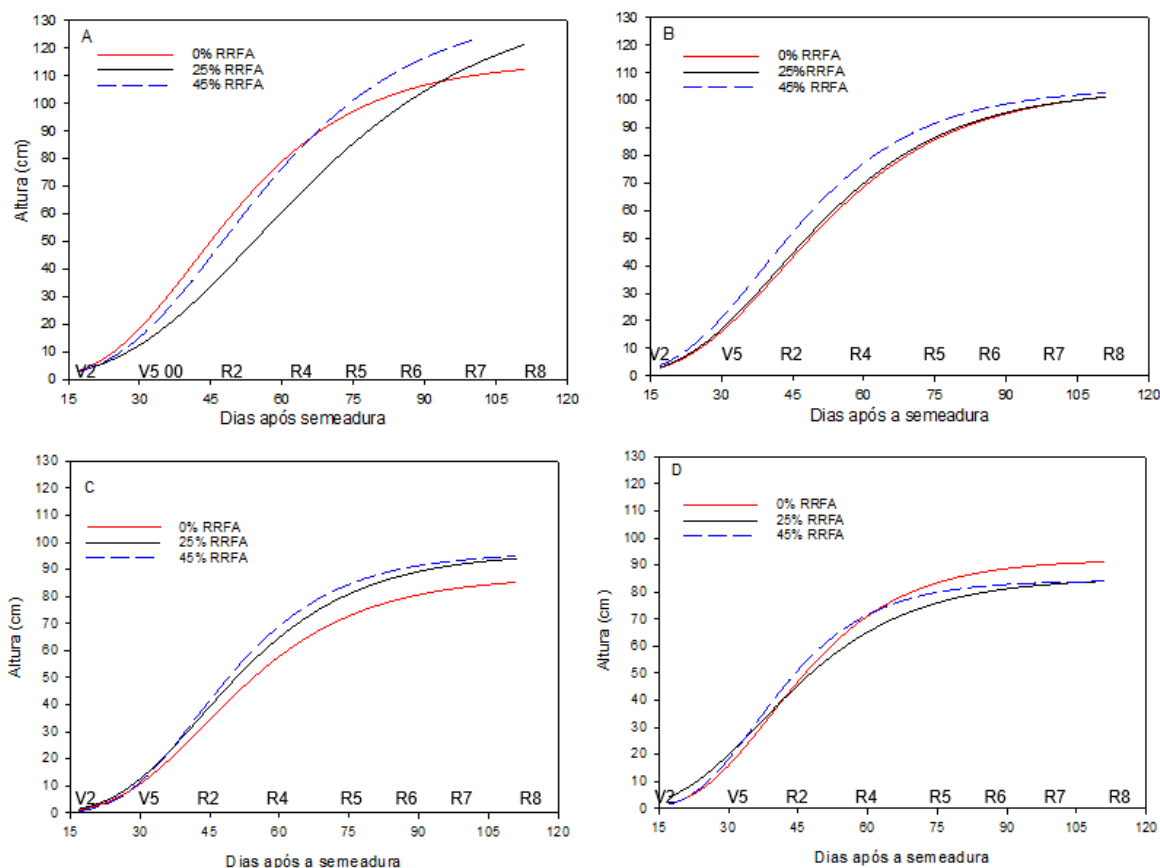 A
0% RRFA
25% RRFA
45% RRFA
Altura (cm)
130
120
110
100
90
80
70
60
50
40
30
20
10
0
V2 V5 00 R2 R4 R5 R6 R7 R8
15 30 45 60 75 90 105 120
Dias após semeadura
B
0% RRFA
25%RRFA
45% RRFA
130
120
110
100
90
80
70
60
50
40
30
20
10
0
V2 V5 R2 R4 R5 R6 R7 R8
15 30 45 60 75 90 105 120
Dias após a semeadura
C
0% RRFA
25% RRFA
45% RRFA
Altura (cm)
130
120
110
100
90
80
70
60
50
40
30
20
10
0
V2 V5 R2 R4 R5 R6 R7 R8
15 30 45 60 75 90 105 120
Dias após a semeadura
D
0% RRFA
25% RRFA
45% RRFA
Altura (cm)
130
120
110
100
90
80
70
60
50
40
30
20
10
0
V2 V5 R2 R4 R5 R6 R7 R8
15 30 45 60 75 90 105 120
Dias após a semeadura